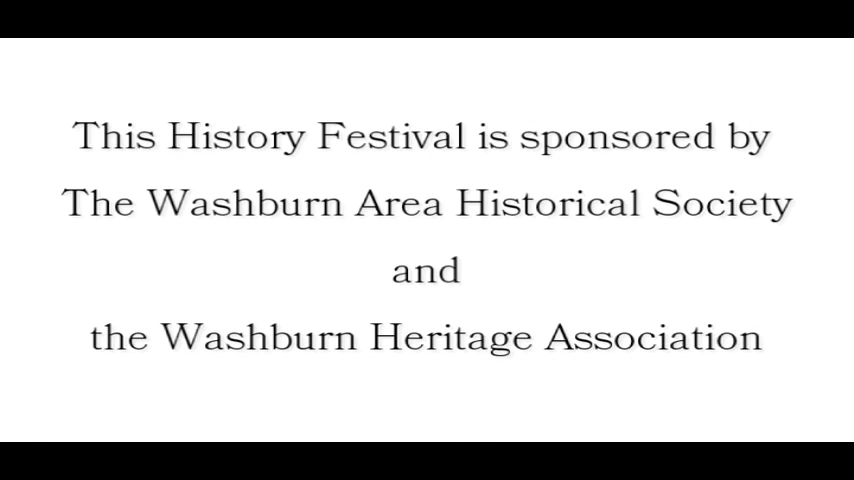 This History Festival is sponsored by
The Washburn Area Historical Society
and
the Washburn Heritage Association